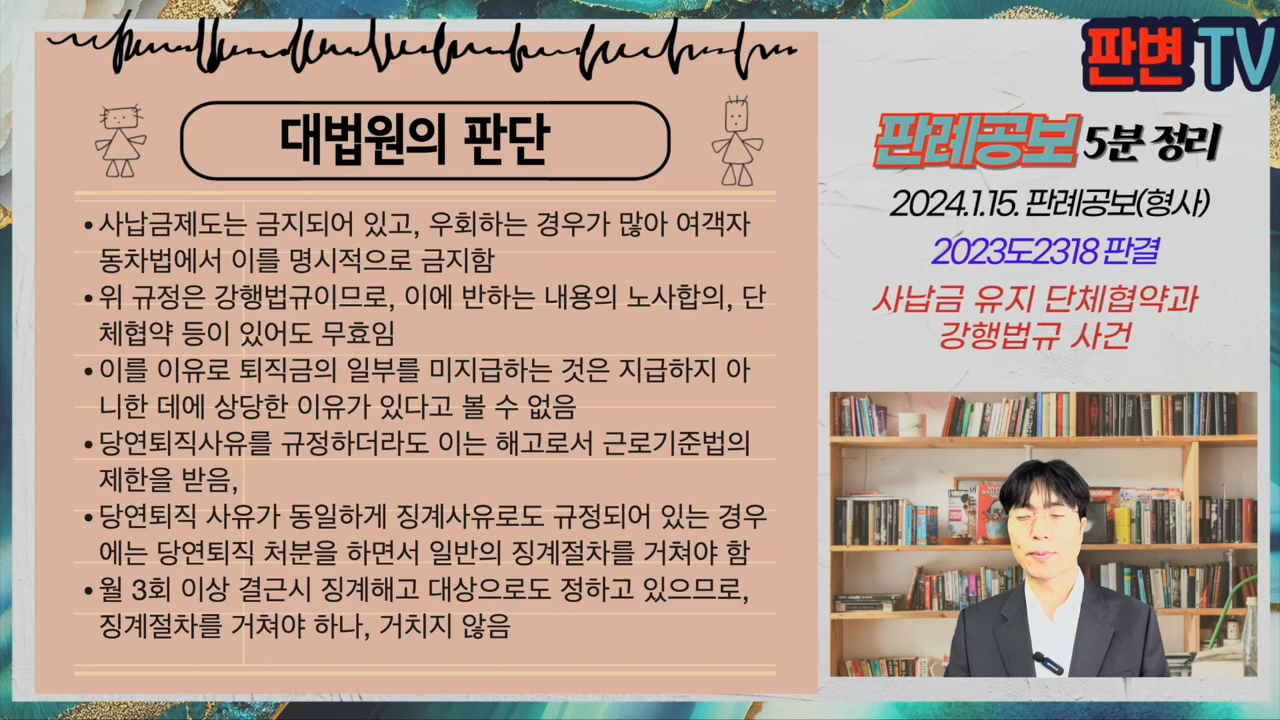 대법원의 판단
• 사납금제도는 금지되어 있고, 우회하는 경우가 많아 여객자
동차법에서 이를 명시적으로 금지함
• 위 규정은 강행법규이므로, 이에 반하는 내용의 노사합의, 단
체협약 등이 있어도 무효임
• 이를 이유로 퇴직금의 일부를 미지급하는 것은 지급하지 아
니한 데에 상당한 이유가 있다고 볼 수 없음
• 당연퇴직사유를 규정하더라도 이는 해고로서 근로기준법의
제한을 받음,
• 당연퇴직 사유가 동일하게 징계사유로도 규정되어 있는 경우
에는 당연퇴직 처분을 하면서 일반의 징계절차를 거쳐야 함
• 월 3회 이상 결근시 징계해고 대상으로도 정하고 있으므로,
징계절차를 거쳐야 하나, 거치지 않음
판변 TV
판례공보 5분 정리
2024.1.15. 판례공보(형사)
2023도2318 판결
사납금 유지 단체협약과
강행법규 사건